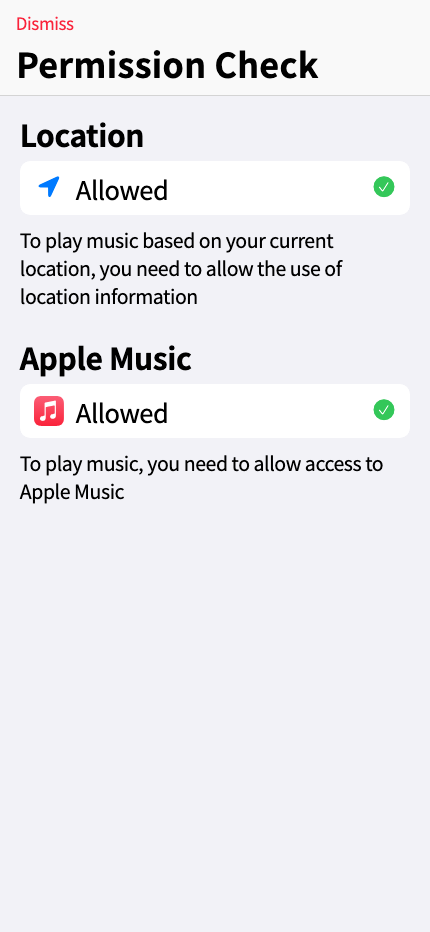 Dismiss
Permission Check
Location
Allowed
To play music based on your current
location, you need to allow the use of
location information
Apple Music
Allowed
To play music, you need to allow access to
Apple Music